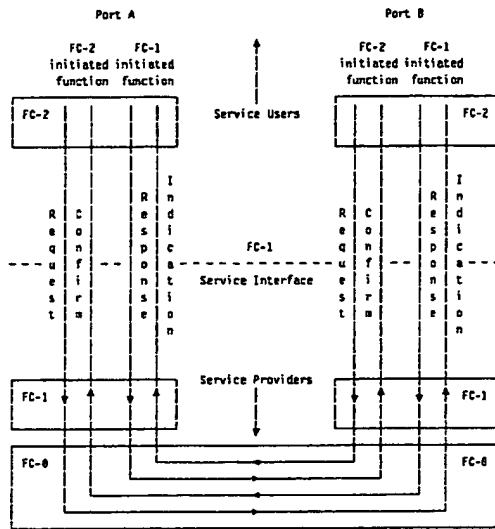 Port A Port B
FC-2 FC-1 FC-2 FC-1
initiated initiated initiated initiated
function function function function
FC-2 Service Users FC-2
Request Confirm Response Indication Request Confirm Response Indication
FC-1
Service Interface
Service Providers
FC-1 FC-1
FC-0 FC-0